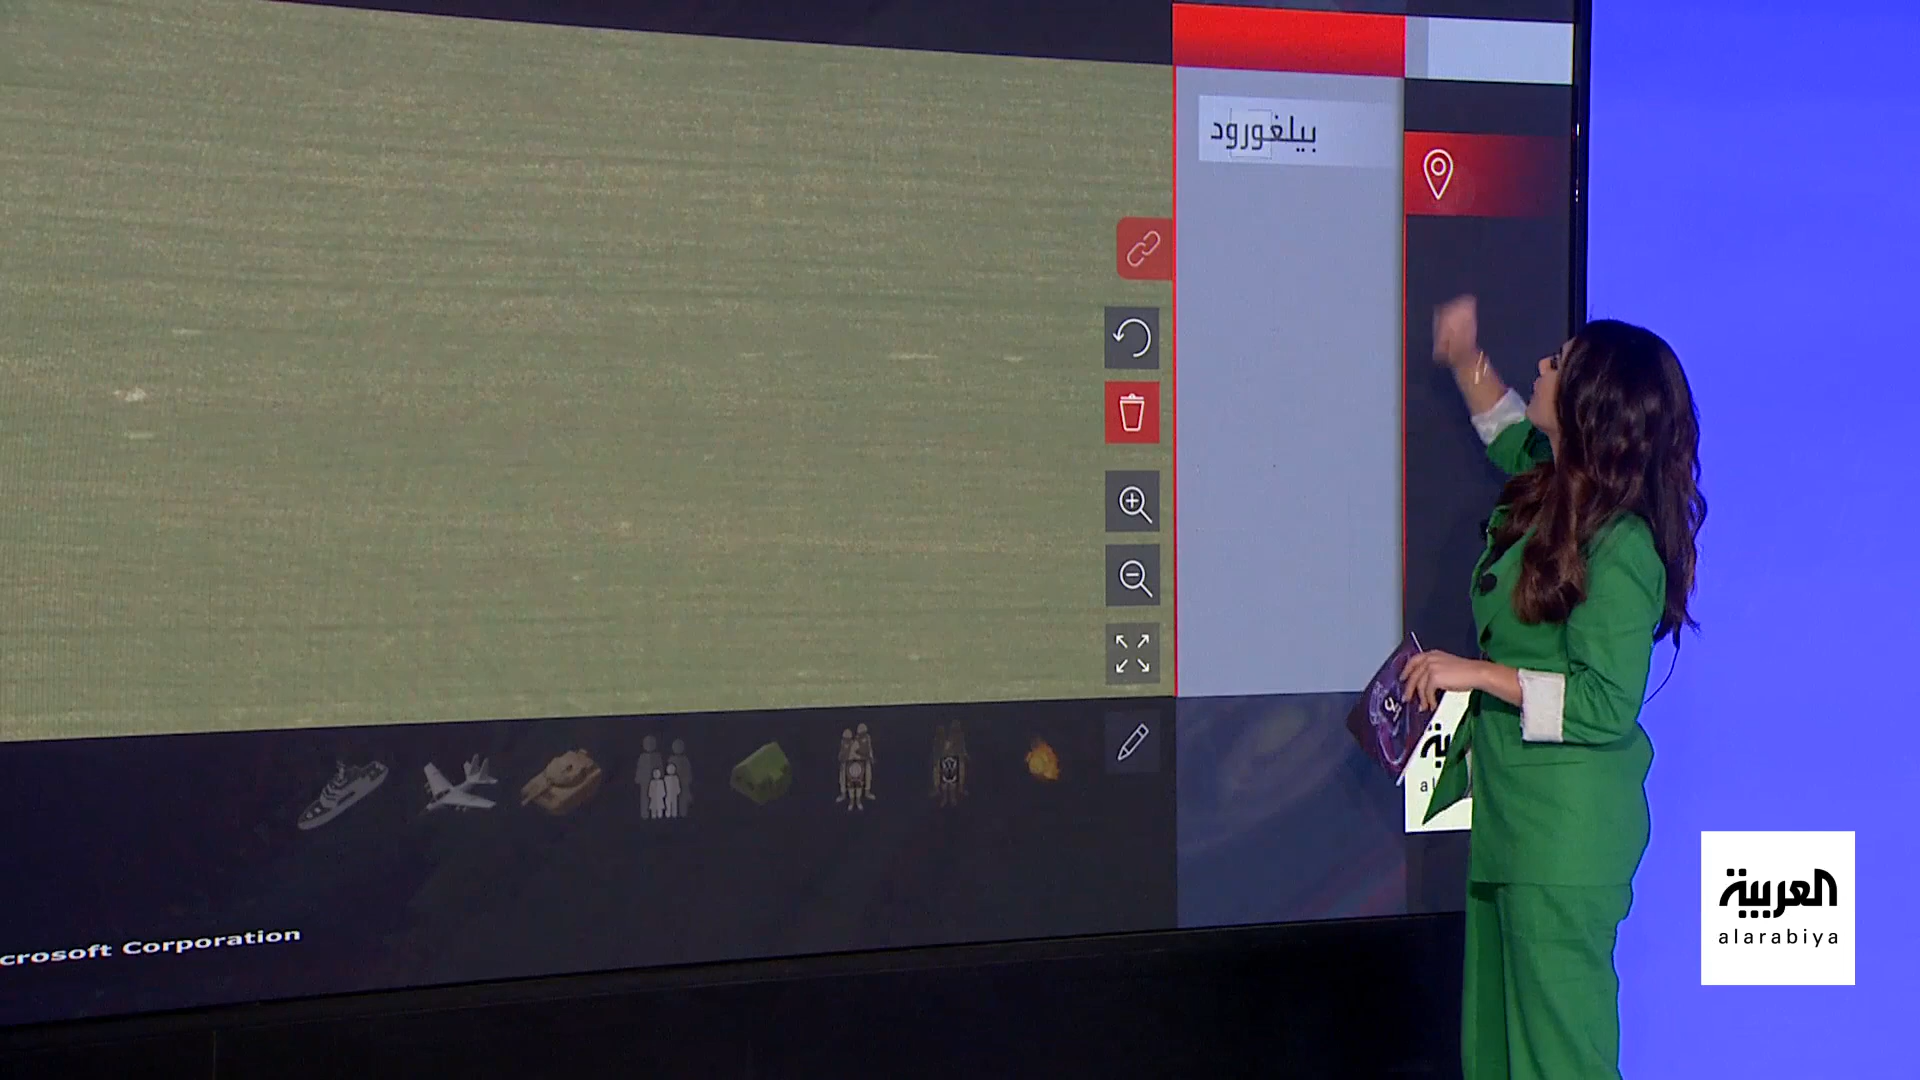 بيلغورود
crosoft Corporation
العربية
alarabiya